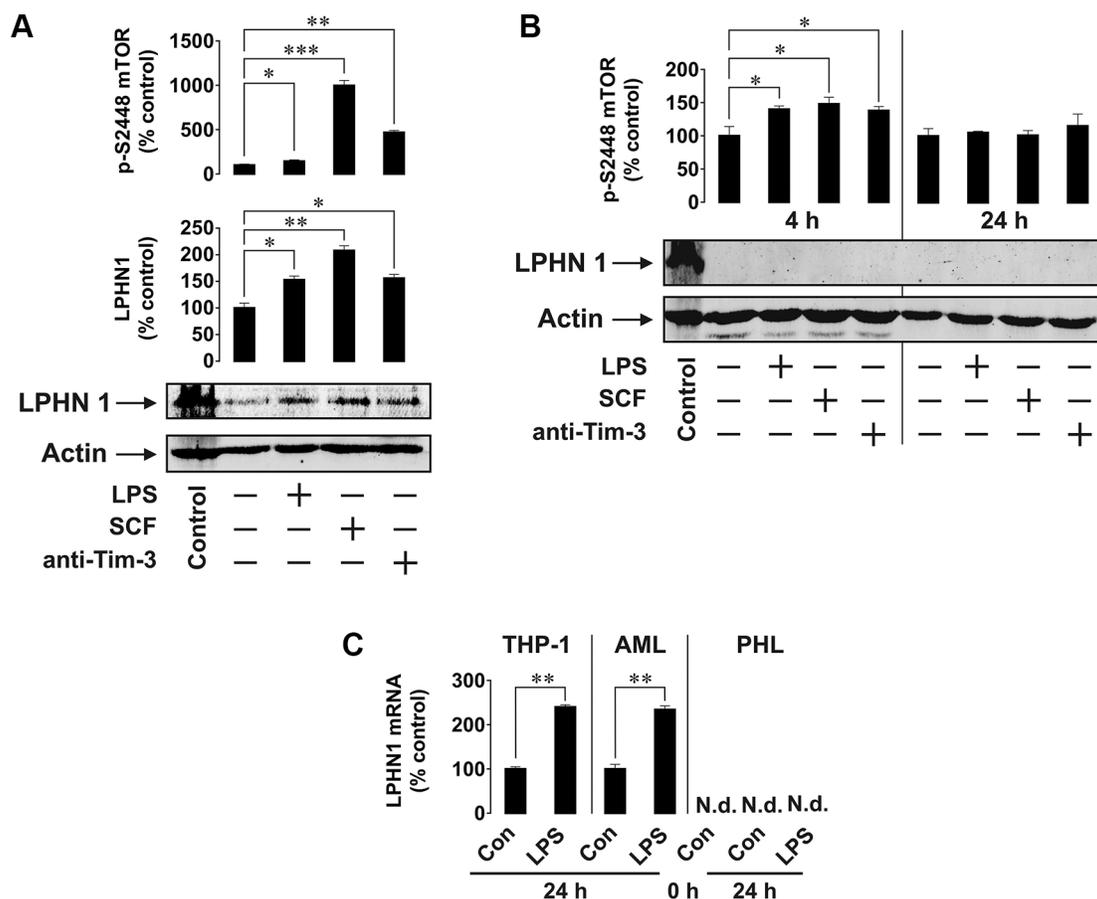 A
p-S2448 mTOR
(% control)
1500
1000
500
0
*
***
**
LPHN1
(% control)
250
200
150
100
50
0
*
**
*
LPHN 1
Actin
LPS
SCF
anti-Tim-3
Control
— + — —
— — + —
— — — +
B
p-S2448 mTOR
(% control)
200
150
100
50
0
*
*
*
4 h
24 h
LPHN 1
Actin
LPS
SCF
anti-Tim-3
Control
— + — — — + — —
— — + — — — + —
— — — + — — — +
C
THP-1
AML
PHL
LPHN1 mRNA
(% control)
300
200
100
0
**
**
N.d. N.d. N.d.
Con LPS Con LPS Con Con LPS
24 h 0 h 24 h